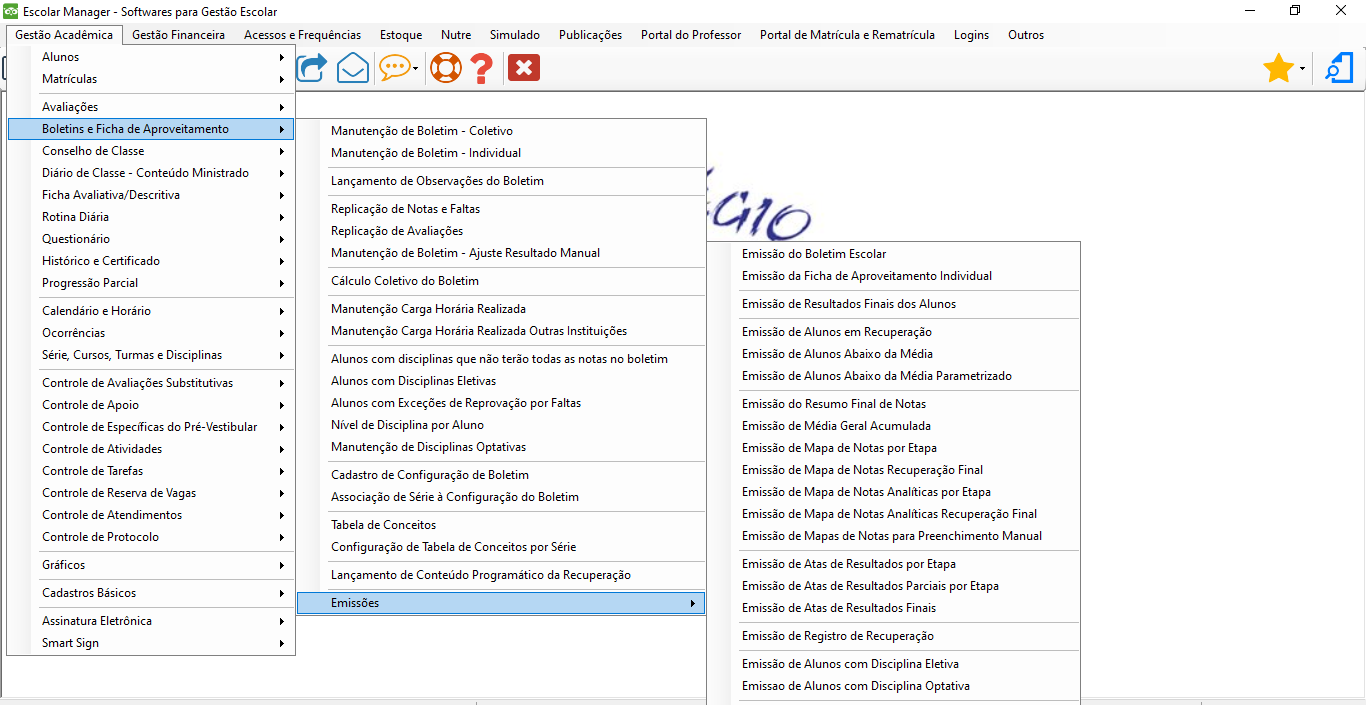 Escolar Manager - Softwares para Gestão Escolar
Gestão Acadêmica Gestão Financeira Acessos e Frequências Estoque Nutre Simulado Publicações Portal do Professor Portal de Matrícula e Rematrícula Logins Outros
Alunos
Matrículas
Avaliações
Boletins e Ficha de Aproveitamento
Conselho de Classe
Diário de Classe - Conteúdo Ministrado
Ficha Avaliativa/Descritiva
Rotina Diária
Questionário
Histórico e Certificado
Progressão Parcial
Calendário e Horário
Ocorrências
Série, Cursos, Turmas e Disciplinas
Controle de Avaliações Substitutivas
Controle de Apoio
Controle de Específicas do Pré-Vestibular
Controle de Atividades
Controle de Tarefas
Controle de Reserva de Vagas
Controle de Atendimentos
Controle de Protocolo
Gráficos
Cadastros Básicos
Assinatura Eletrônica
Smart Sign
Manutenção de Boletim - Coletivo
Manutenção de Boletim - Individual
Lançamento de Observações do Boletim
Replicação de Notas e Faltas
Replicação de Avaliações
Manutenção de Boletim - Ajuste Resultado Manual
Cálculo Coletivo do Boletim
Manutenção Carga Horária Realizada
Manutenção Carga Horária Realizada Outras Instituições
Alunos com disciplinas que não terão todas as notas no boletim
Alunos com Disciplinas Eletivas
Alunos com Exceções de Reprovação por Faltas
Nível de Disciplina por Aluno
Manutenção de Disciplinas Optativas
Cadastro de Configuração de Boletim
Associação de Série à Configuração do Boletim
Tabela de Conceitos
Configuração de Tabela de Conceitos por Série
Lançamento de Conteúdo Programático da Recuperação
Emissões
Emissão do Boletim Escolar
Emissão da Ficha de Aproveitamento Individual
Emissão de Resultados Finais dos Alunos
Emissão de Alunos em Recuperação
Emissão de Alunos Abaixo da Média
Emissão de Alunos Abaixo da Média Parametrizado
Emissão do Resumo Final de Notas
Emissão de Média Geral Acumulada
Emissão de Mapa de Notas por Etapa
Emissão de Mapa de Notas Recuperação Final
Emissão de Mapa de Notas Analíticas por Etapa
Emissão de Mapa de Notas Analíticas Recuperação Final
Emissão de Mapas de Notas para Preenchimento Manual
Emissão de Atas de Resultados por Etapa
Emissão de Atas de Resultados Parciais por Etapa
Emissão de Atas de Resultados Finais
Emissão de Registro de Recuperação
Emissão de Alunos com Disciplina Eletiva
Emissao de Alunos com Disciplina Optativa